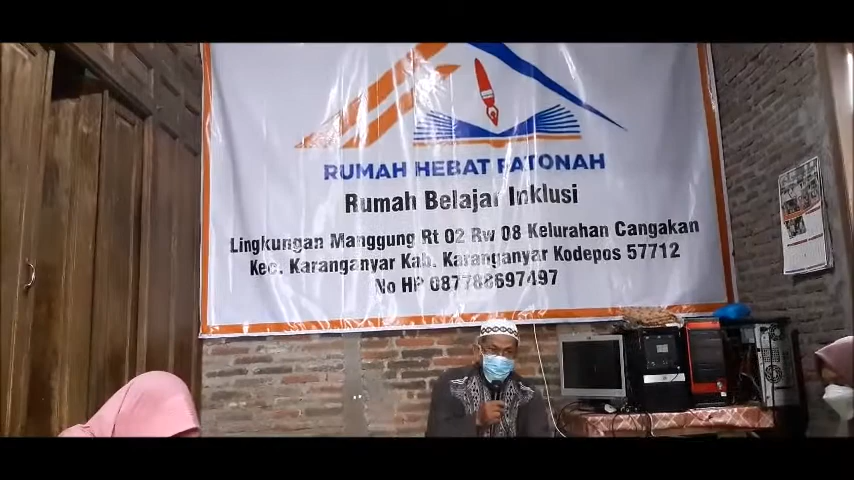 RUMAH HEBAT FATONAH
Rumah Belajar Inklusi
Lingkungan Manggung Rt 02 Rw 08 Kelurahan Cangakan
Kec. Karanganyar Kab. Karanganyar Kodepos 57712
No HP 087758697497